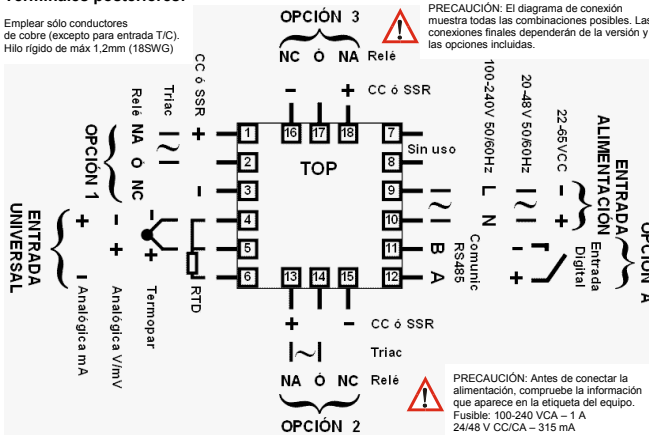 Terminales posteriores:
Emplear sólo conductores
de cobre (excepto para entrada T/C).
Hilo rígido de máx 1,2mm (18SWG)
OPCIÓN 3
NC Ó NA Relé
- + CC ó SSR
PRECAUCIÓN: El diagrama de conexión
muestra todas las combinaciones posibles. Las
conexiones finales dependerán de la versión y
las opciones incluidas.
ENTRADA
UNIVERSAL
+ - Analógica mA
- + Analógica V/mV
- + Termopar
RTD
OPCIÓN 1
Relé NA Ó NC
Triac
CC ó SSR + -
TOP
1
2
3
4
5
6
16 17 18
7
8
9
10
11
12
13 14 15
Sin uso
100-240V 50/60Hz L N
20-48V 50/60Hz
22-65VCC - +
ENTRADA
ALIMENTACIÓN
Comunic
RS485
B
A
- +
Entrada
Digital
OPCIÓN A
+ - CC ó SSR
Triac
NA Ó NC Relé
OPCIÓN 2
PRECAUCIÓN: Antes de conectar la
alimentación, compruebe la información
que aparece en la etiqueta del equipo.
Fusible: 100-240 VCA – 1 A
24/48 V CC/CA – 315 mA